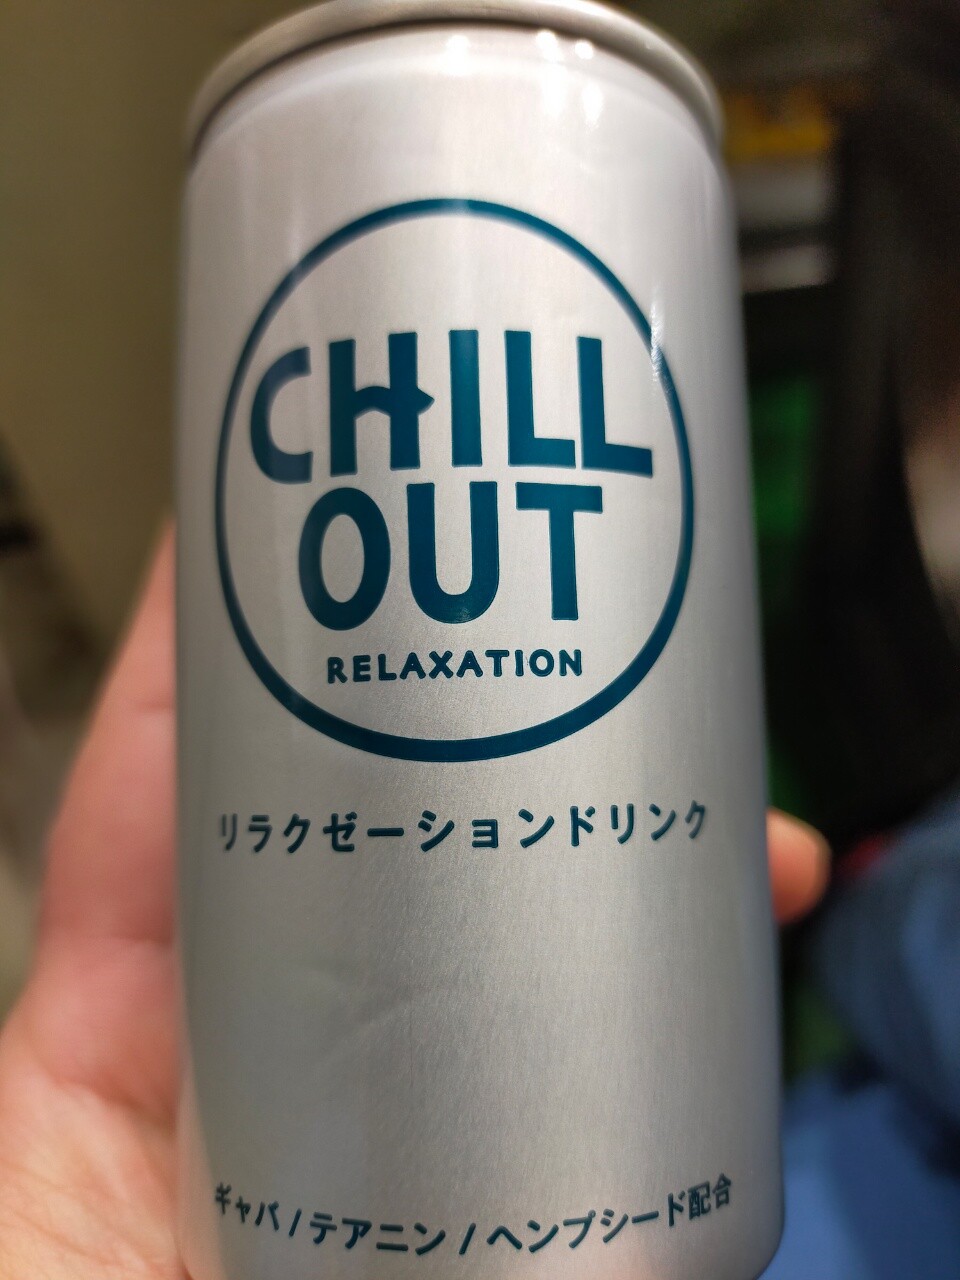 CHILL
OUT
RELAXATION
リラクゼーションドリンク
ギャバ / テアニン / ヘンプシード配合